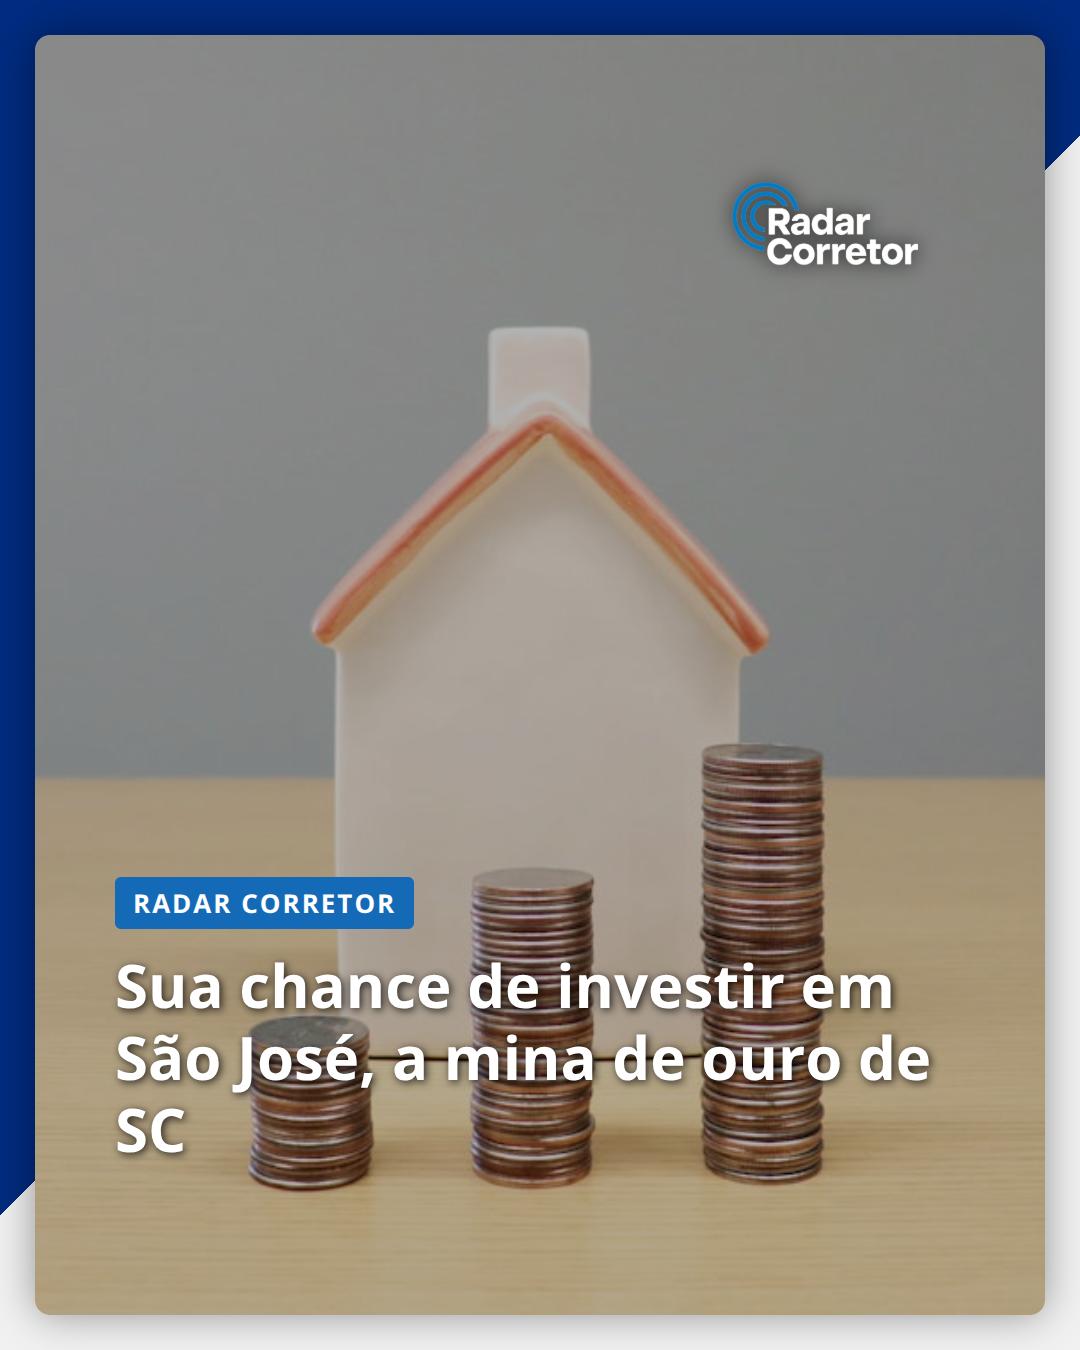 Radar
Corretor
RADAR CORRETOR
Sua chance de investir em
São José, a mina de ouro de
SC